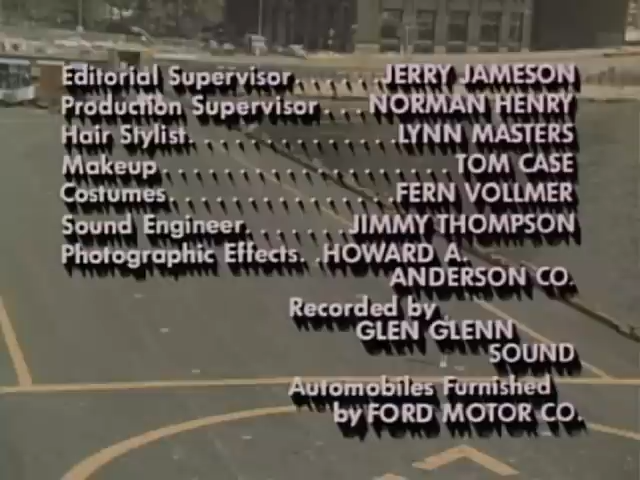 Editorial Supervisor.......JERRY JAMESON
Production Supervisor....NORMAN HENRY
Hair Stylist..............LYNN MASTERS
Makeup....................TOM CASE
Costumes...............FERN VOLLMER
Sound Engineer.......JIMMY THOMPSON
Photographic Effects..HOWARD A.
ANDERSON CO.
Recorded by
GLEN GLENN
SOUND
Automobiles Furnished
by FORD MOTOR CO.